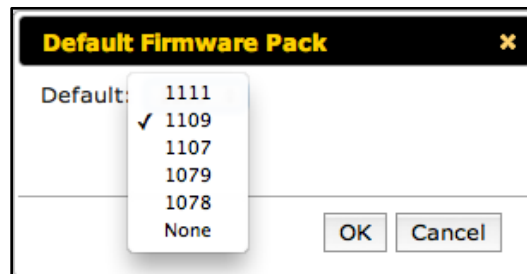 Default Firmware Pack ×
Default: 1111
✓ 1109
1107
1079
1078
None
OK Cancel